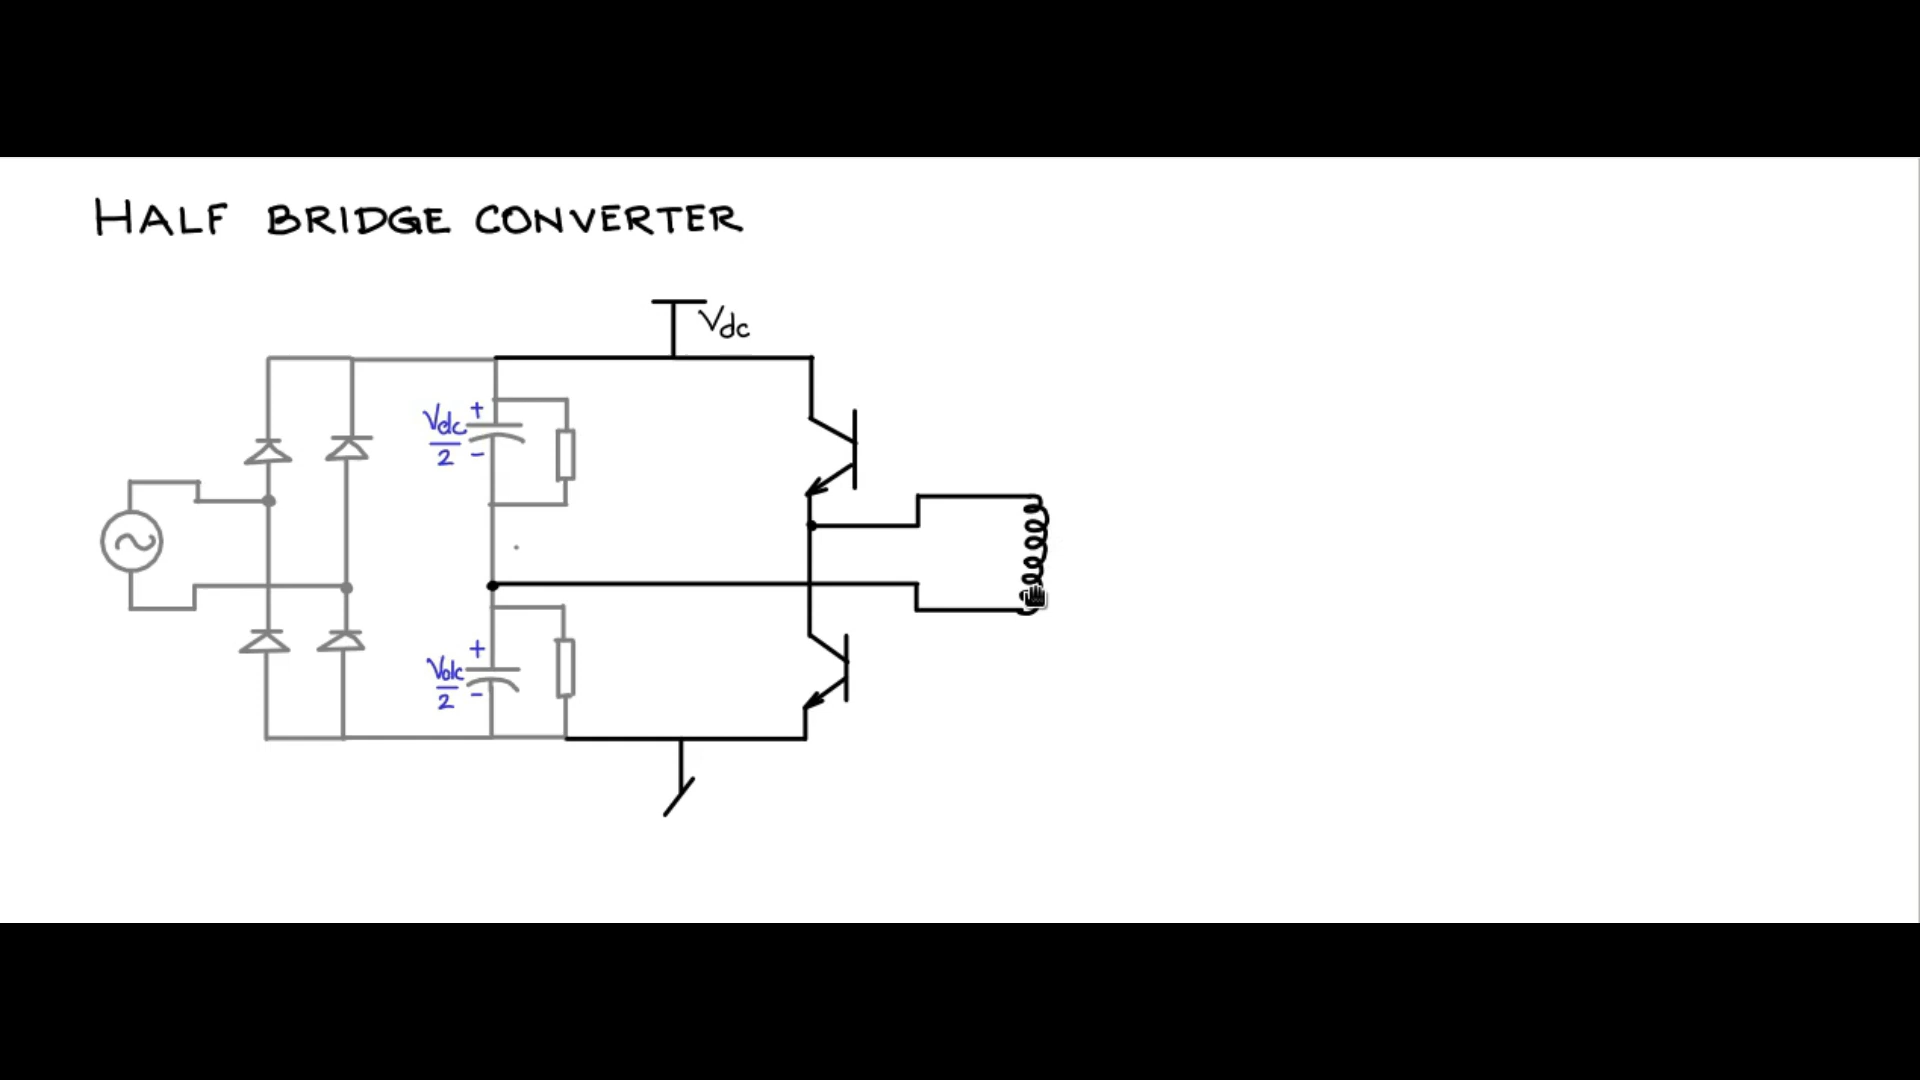 HALF BRIDGE CONVERTER
Vdc
Vdc
2
+
-
Vdc
2
+
-